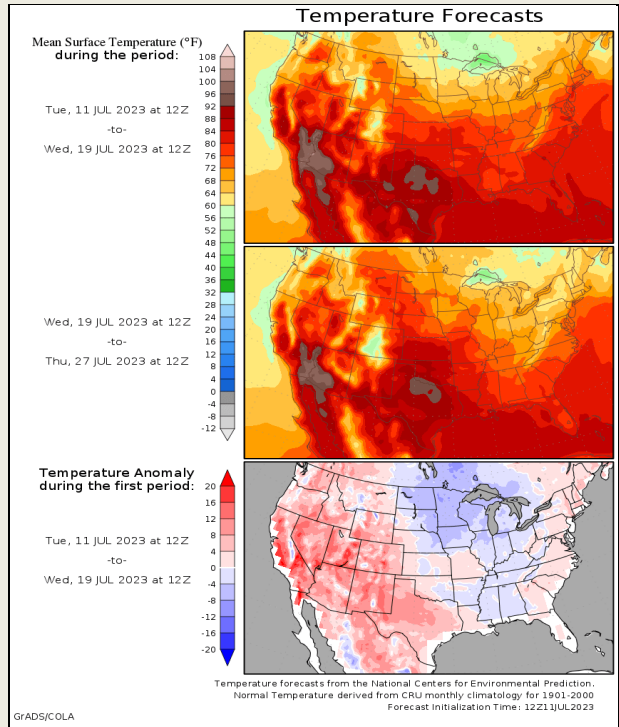 Temperature Forecasts
Mean Surface Temperature (°F)
during the period:
Tue, 11 JUL 2023 at 12Z
-to-
Wed, 19 JUL 2023 at 12Z
108
104
100
96
92
88
84
80
76
72
68
64
60
56
52
48
44
40
36
32
28
24
20
16
12
8
4
0
-4
-8
-12
Wed, 19 JUL 2023 at 12Z
-to-
Thu, 27 JUL 2023 at 12Z
Temperature Anomaly
during the first period:
Tue, 11 JUL 2023 at 12Z
-to-
Wed, 19 JUL 2023 at 12Z
20
16
12
8
4
0
-4
-8
-12
-16
-20
Temperature forecasts from the National Centers for Environmental Prediction.
Normal Temperature derived from CRU monthly climatology for 1901-2000
Forecast Initialization Time: 12Z11JUL2023
GrADS/COLA